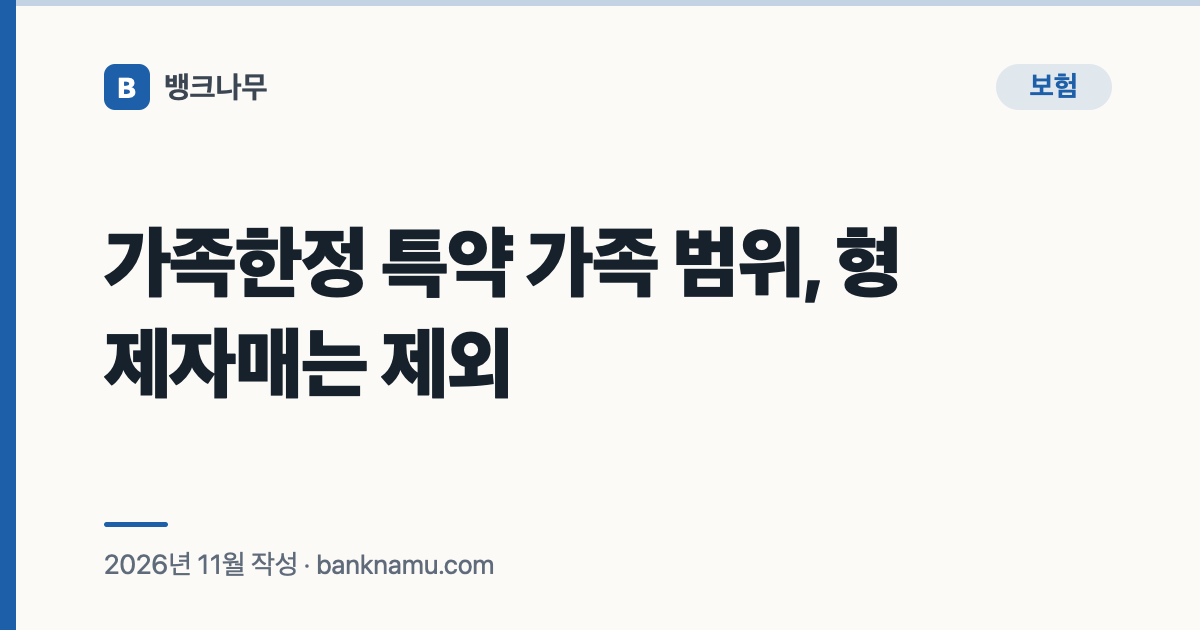 B 뱅크나무
보험
가족한정 특약 가족 범위, 형
제자매는 제외
2026년 11월 작성 · banknamu.com